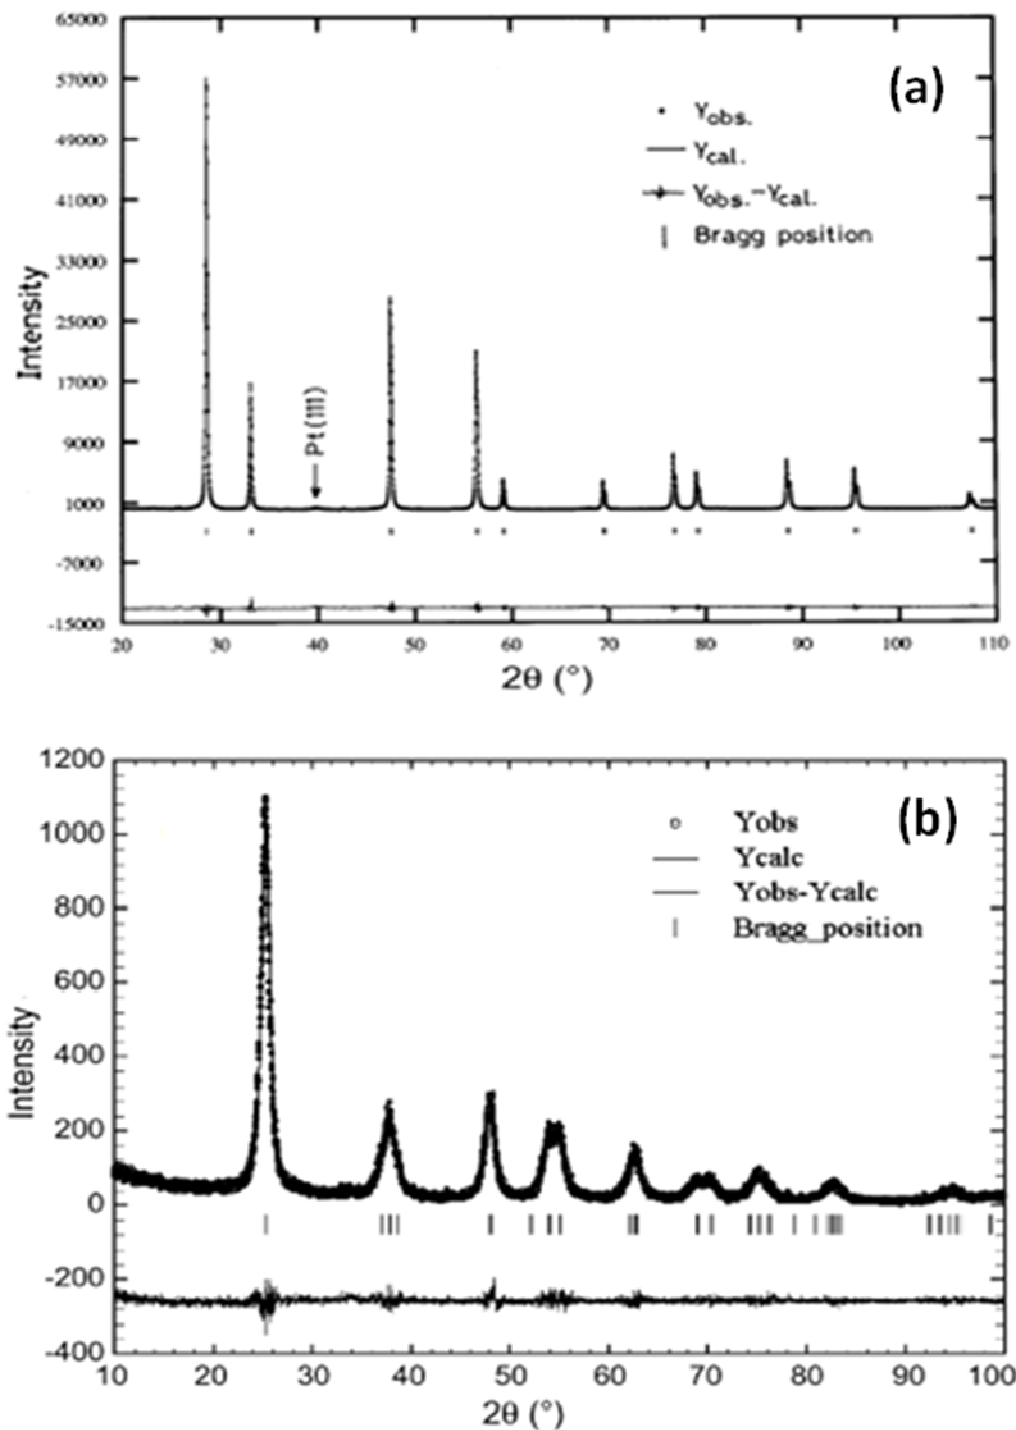 65000
57000
49000
41000
33000
25000
17000
9000
1000
-7000
-15000
Intensity
(a)
Yobs.
Ycal.
Yobs.-Ycal.
Bragg position
Pt(111)
20 30 40 50 60 70 80 90 100 110
2θ (°)
1200
1000
800
600
400
200
0
-200
-400
Intensity
(b)
Yobs
Ycalc
Yobs-Ycalc
Bragg_position
10 20 30 40 50 60 70 80 90 100
2θ (°)